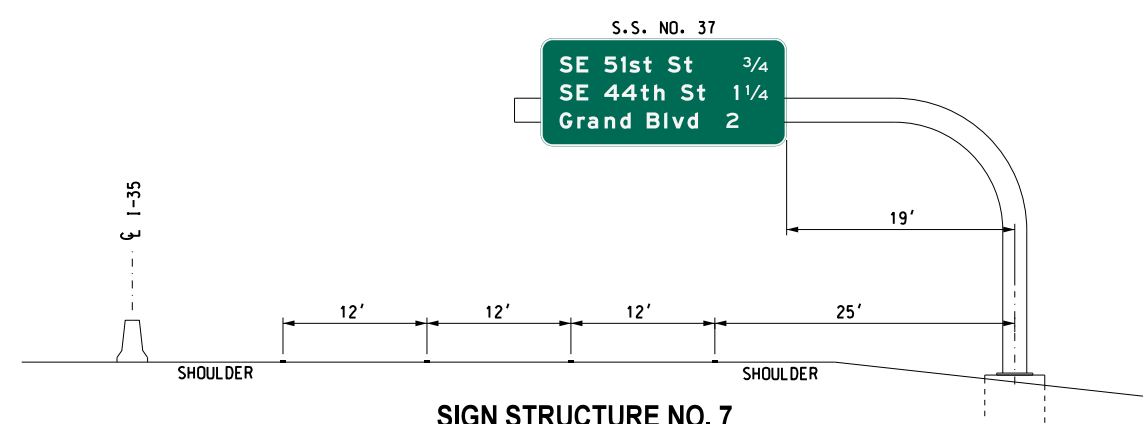 S.S. NO. 37
SE 51st St 3/4
SE 44th St 1 1/4
Grand Blvd 2
℄ I-35
19'
12' 12' 12' 25'
SHOULDER SHOULDER
SIGN STRUCTURE NO. 7